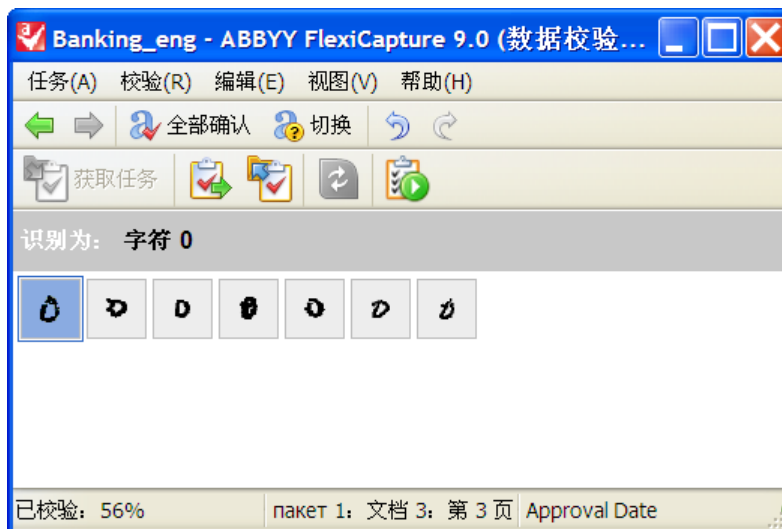 Banking_eng - ABBYY FlexiCapture 9.0 (数据校验...
任务(A) 校验(R) 编辑(E) 视图(V) 帮助(H)
全部确认 切换
获取任务
识别为： 字符 0
已校验：56% пакет 1：文档 3：第 3 页 Approval Date